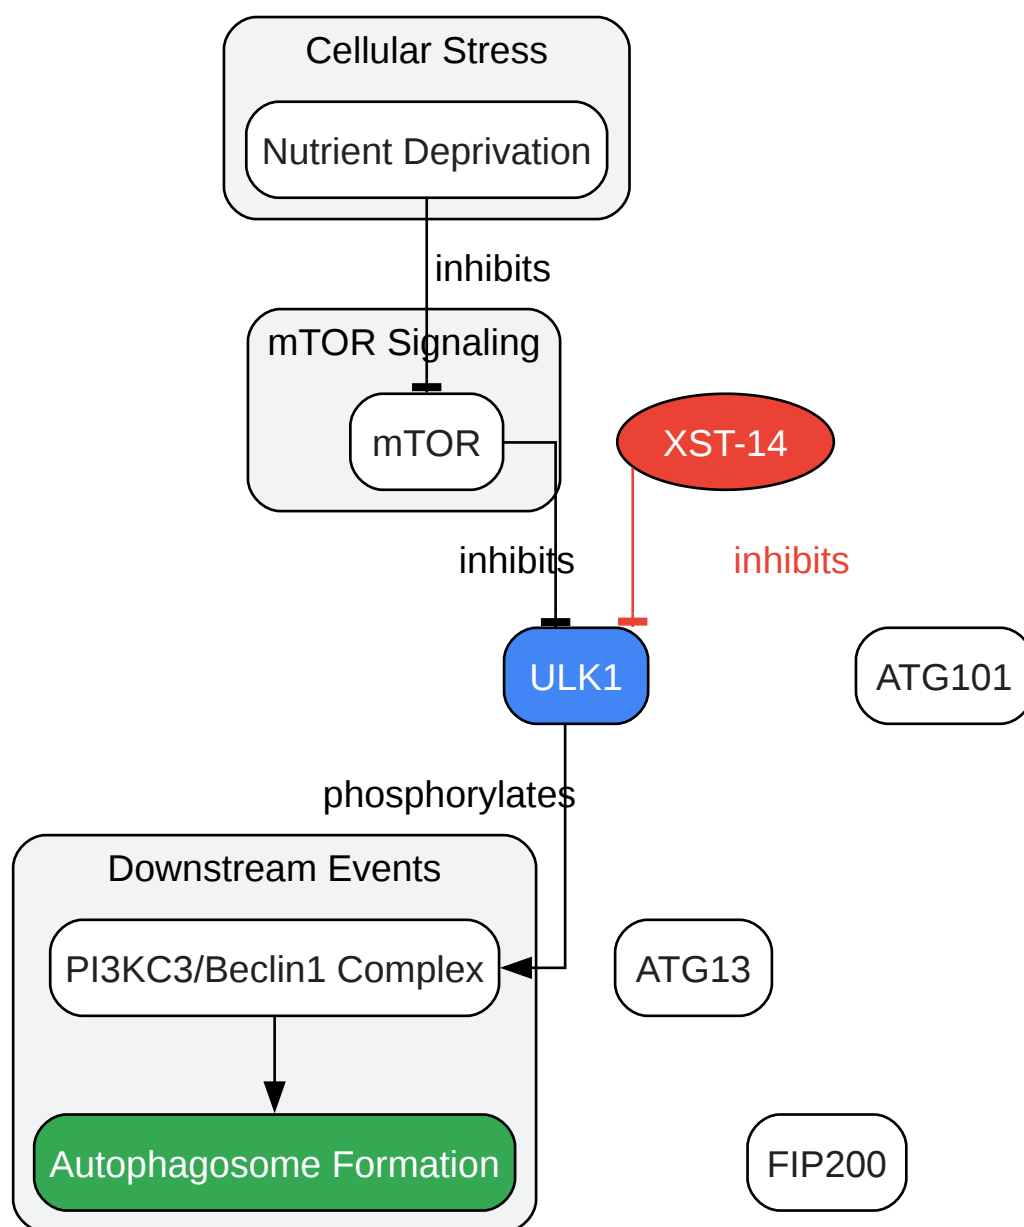 Cellular Stress
Nutrient Deprivation
inhibits
mTOR Signaling
mTOR
XST-14
inhibits
inhibits
ULK1
ATG101
phosphorylates
Downstream Events
PI3KC3/Beclin1 Complex
ATG13
Autophagosome Formation
FIP200